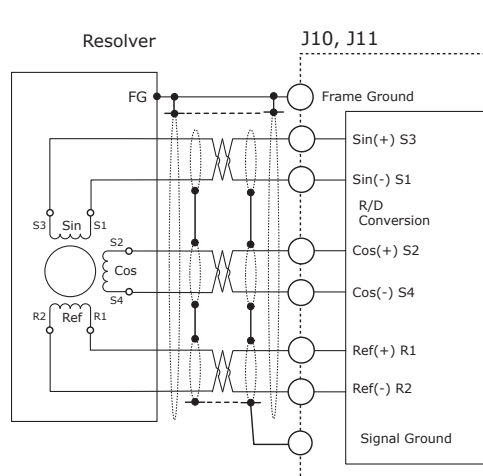 Resolver
J10, J11
FG
Frame Ground
Sin(+) S3
Sin(-) S1
R/D
Conversion
S3
Sin
S1
S2
Cos
S4
Cos(+) S2
Cos(-) S4
R2
Ref
R1
Ref(+) R1
Ref(-) R2
Signal Ground